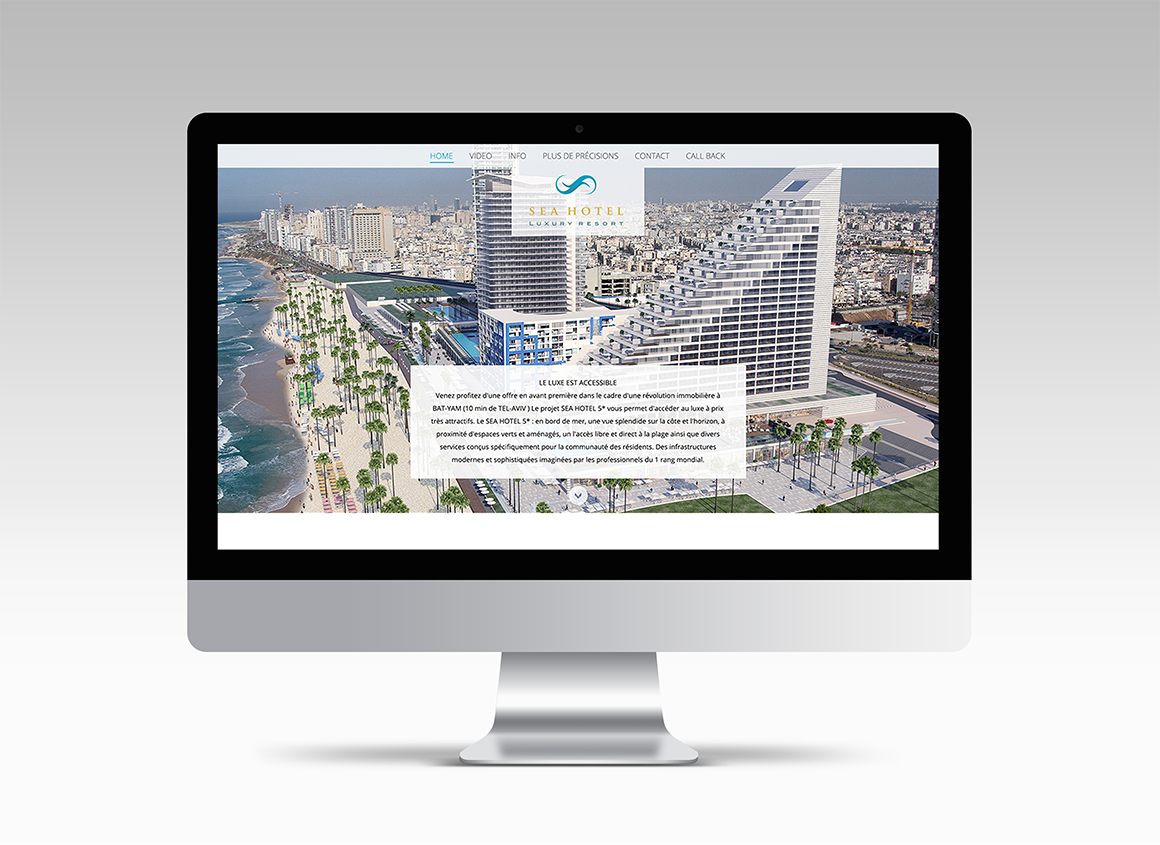 HOME VIDEO INFO PLUS DE PRÉCISIONS CONTACT CALL BACK
SEA HOTEL
LUXURY RESORT
LE LUXE EST ACCESSIBLE
Venez profitez d'une offre en avant première dans le cadre d'une révolution immobilière à
BAT-YAM (10 min de TEL-AVIV ) Le projet SEA HOTEL 5* vous permet d'accéder au luxe à prix
très attractifs. Le SEA HOTEL 5* : en bord de mer, une vue splendide sur la côte et l'horizon, à
proximité d'espaces verts et aménagés, un l'accès libre et direct à la plage ainsi que divers
services conçus spécifiquement pour la communauté des résidents. Des infrastructures
modernes et sophistiquées imaginées par les professionnels du 1 rang mondial.